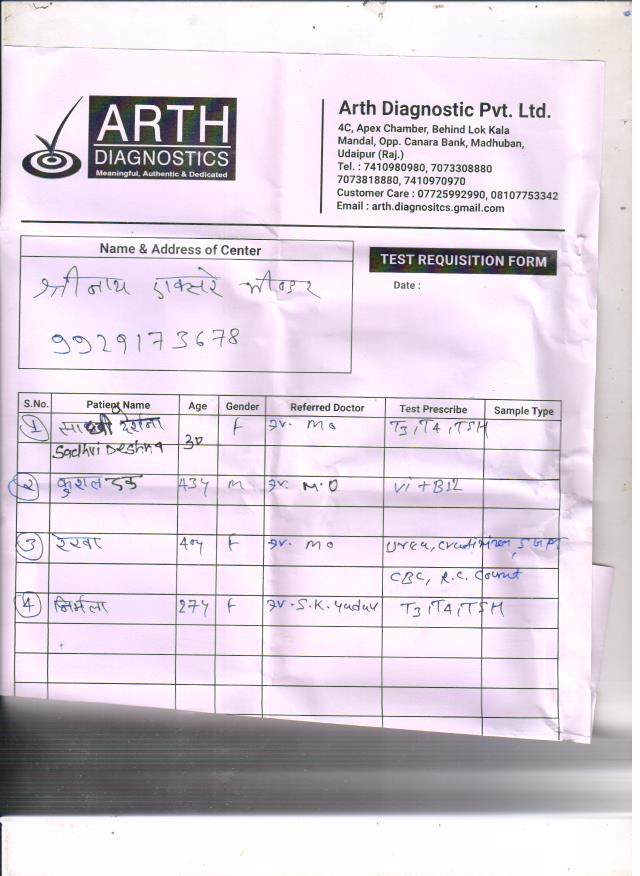 ARTH
DIAGNOSTICS
Meaningful, Authentic & Dedicated
Arth Diagnostic Pvt. Ltd.
4C, Apex Chamber, Behind Lok Kala
Mandal, Opp. Canara Bank, Madhuban,
Udaipur (Raj.)
Tel. : 7410980980, 7073308880
7073818880, 7410970970
Customer Care : 07725992990, 08107753342
Email : arth.diagnositcs.gmail.com
Name & Address of Center
TEST REQUISITION FORM
Date :
श्रीनाथ
9929173678
S.No. Patient Name Age Gender Referred Doctor Test Prescribe Sample Type
1 साध्वी देशना 30 F Dr. Mo T3, T4, TSH
Sadhvi Deshna
2 कुशल 43y M Dr. M.O Vit B12
3 रेखा 40y F Dr. Mo Urea, SGPT
CBC, R.C. Count
4 निर्मला 27y F Dr. S.K. Yadav T3, T4, TSH